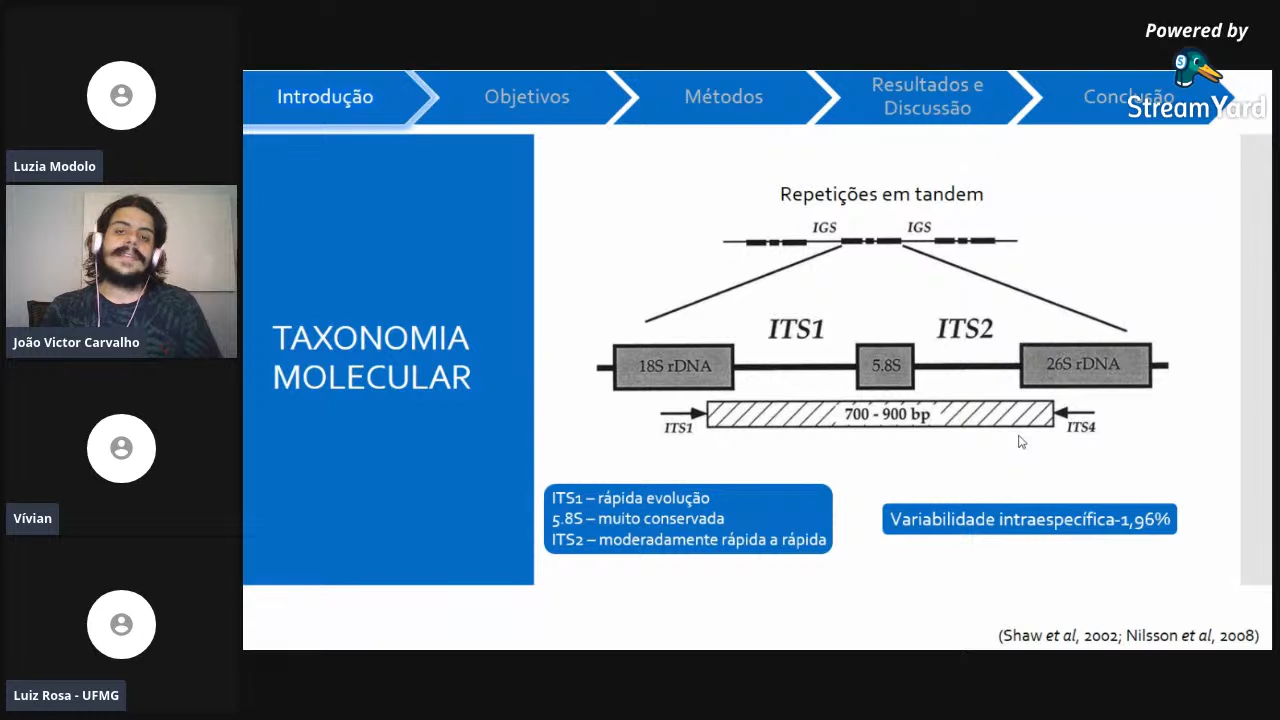 Powered by
StreamYard
Introdução
Objetivos
Métodos
Resultados e
Discussão
Conclusão
Luzia Modolo
João Victor Carvalho
Vívian
Luiz Rosa - UFMG
TAXONOMIA
MOLECULAR
Repetições em tandem
IGS IGS
ITS1 ITS2
18S rDNA 5.8S 26S rDNA
700 - 900 bp
ITS1 ITS4
ITS1 – rápida evolução
5.8S – muito conservada
ITS2 – moderadamente rápida a rápida
Variabilidade intraespecífica-1,96%
(Shaw et al, 2002; Nilsson et al, 2008)